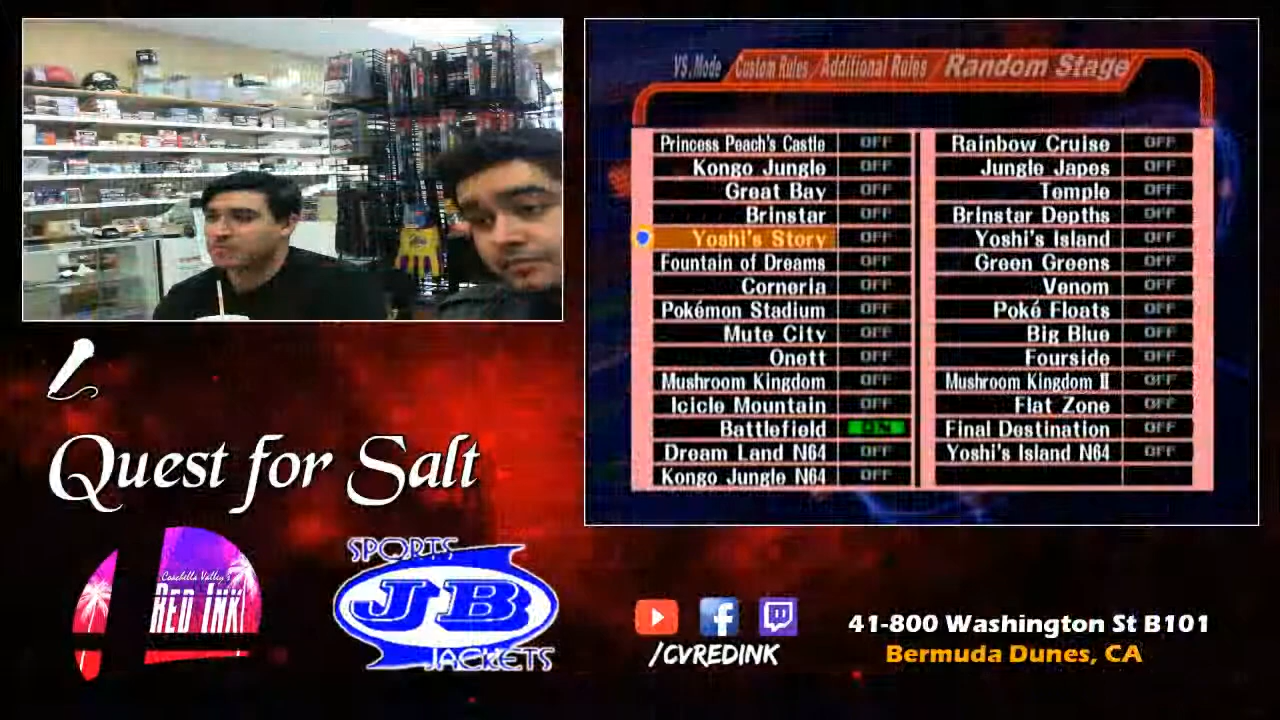 VS. Mode Custom Rules Additional Rules Random Stage
Princess Peach's Castle OFF Rainbow Cruise OFF
Kongo Jungle OFF Jungle Japes OFF
Great Bay OFF Temple OFF
Brinstar OFF Brinstar Depths OFF
Yoshi's Story OFF Yoshi's Island OFF
Fountain of Dreams OFF Green Greens OFF
Corneria OFF Venom OFF
Pokémon Stadium OFF Poké Floats OFF
Mute City OFF Big Blue OFF
Onett OFF Fourside OFF
Mushroom Kingdom OFF Mushroom Kingdom II OFF
Icicle Mountain OFF Flat Zone OFF
Battlefield ON Final Destination OFF
Dream Land N64 OFF Yoshi's Island N64 OFF
Kongo Jungle N64 OFF
Quest for Salt
Coachella Valley's
RED INK
SPORTS
JB
JACKETS
/CVREDINK
41-800 Washington St B101
Bermuda Dunes, CA